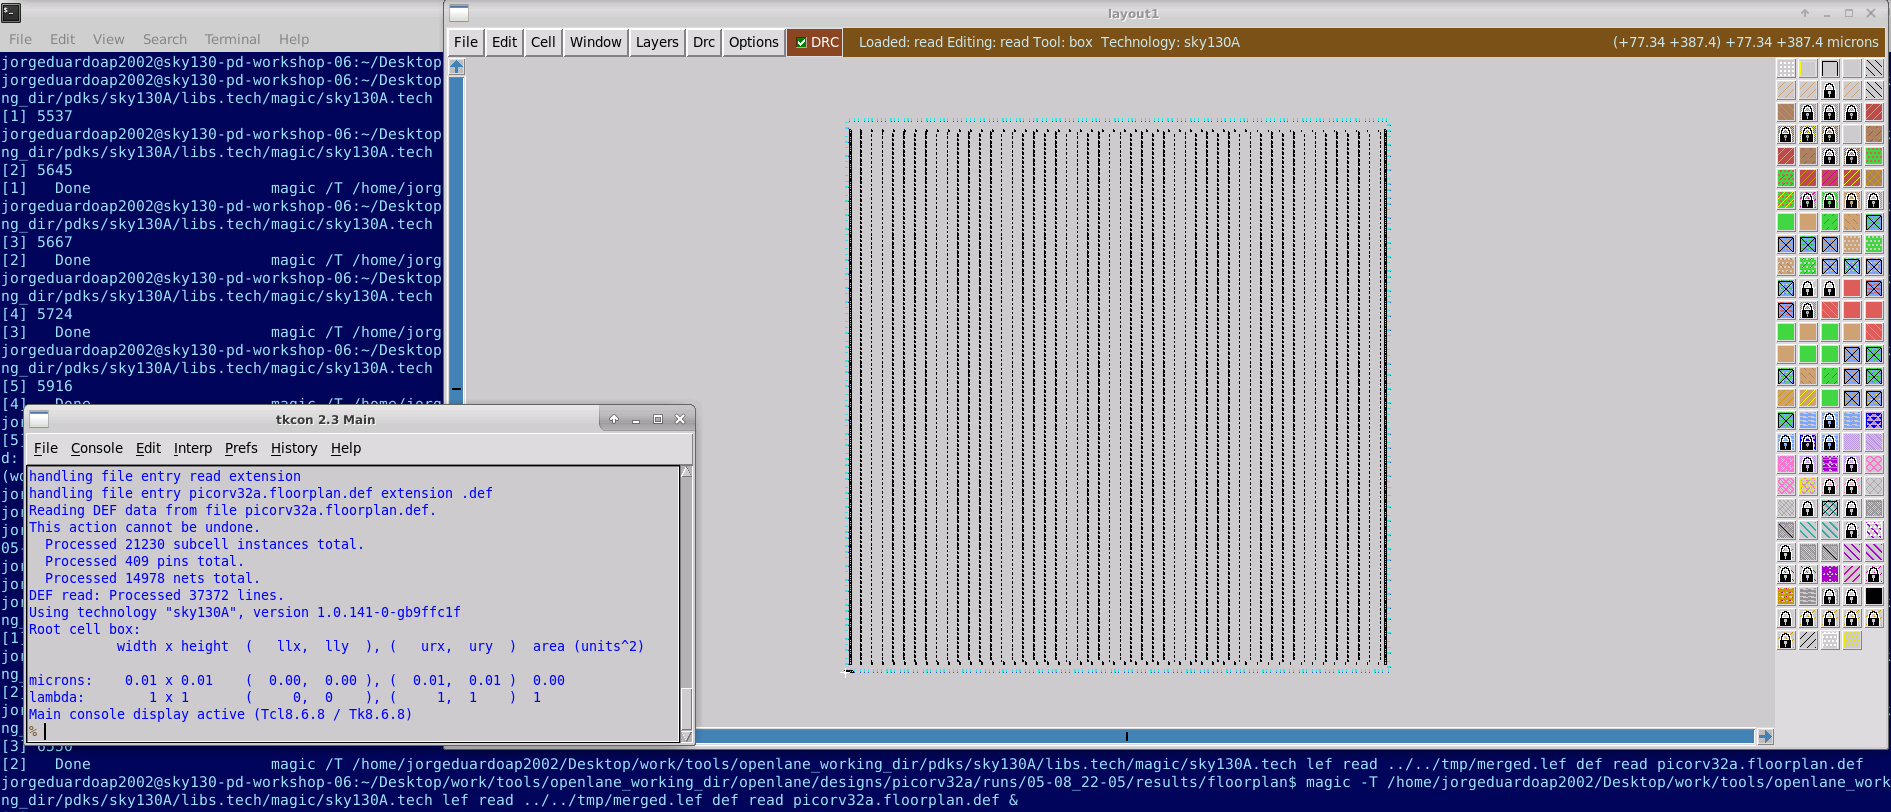 File Edit View Search Terminal Help
jorgeduardoap2002@sky130-pd-workshop-06:~/Desktop
jorgeduardoap2002@sky130-pd-workshop-06:~/Desktop
ng_dir/pdks/sky130A/libs.tech/magic/sky130A.tech
[1] 5537
jorgeduardoap2002@sky130-pd-workshop-06:~/Desktop
ng_dir/pdks/sky130A/libs.tech/magic/sky130A.tech
[2] 5645
[1]   Done                    magic /T /home/jorg
jorgeduardoap2002@sky130-pd-workshop-06:~/Desktop
ng_dir/pdks/sky130A/libs.tech/magic/sky130A.tech
[3] 5667
[2]   Done                    magic /T /home/jorg
jorgeduardoap2002@sky130-pd-workshop-06:~/Desktop
ng_dir/pdks/sky130A/libs.tech/magic/sky130A.tech
[4] 5724
[3]   Done                    magic /T /home/jorg
jorgeduardoap2002@sky130-pd-workshop-06:~/Desktop
ng_dir/pdks/sky130A/libs.tech/magic/sky130A.tech
[5] 5916
layout1
File Edit Cell Window Layers Drc Options DRC Loaded: read Editing: read Tool: box  Technology: sky130A (+77.34 +387.4) +77.34 +387.4 microns
tkcon 2.3 Main
File Console Edit Interp Prefs History Help
handling file entry read extension
handling file entry picorv32a.floorplan.def extension .def
Reading DEF data from file picorv32a.floorplan.def.
This action cannot be undone.
  Processed 21230 subcell instances total.
  Processed 409 pins total.
  Processed 14978 nets total.
DEF read: Processed 37372 lines.
Using technology "sky130A", version 1.0.141-0-gb9ffc1f
Root cell box:
          width x height  (   llx,  lly  ), (   urx,  ury  )  area (units^2)
microns:    0.01 x 0.01    (  0.00,  0.00 ), (  0.01,  0.01 )  0.00
lambda:        1 x 1       (     0,  0    ), (     1,  1    )  1
Main console display active (Tcl8.6.8 / Tk8.6.8)
%
[2]   Done                    magic /T /home/jorgeduardoap2002/Desktop/work/tools/openlane_working_dir/pdks/sky130A/libs.tech/magic/sky130A.tech lef read ../../tmp/merged.lef def read picorv32a.floorplan.def
jorgeduardoap2002@sky130-pd-workshop-06:~/Desktop/work/tools/openlane_working_dir/openlane/designs/picorv32a/runs/05-08_22-05/results/floorplan$ magic -T /home/jorgeduardoap2002/Desktop/work/tools/openlane_work
ng_dir/pdks/sky130A/libs.tech/magic/sky130A.tech lef read ../../tmp/merged.lef def read picorv32a.floorplan.def &